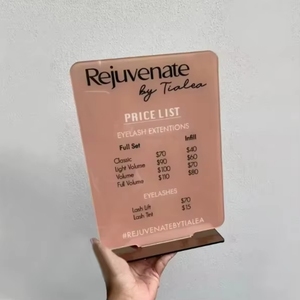 Rejuvenate
by Tialea
PRICE LIST
EYELASH EXTENTIONS
Full Set Infill
Classic $70 $40
Light Volume $90 $60
Volume $100 $70
Full Volume $110 $80
EYELASHES
Lash Lift $20
Lash Tint $15
#REJUVENATEBYTIALEA